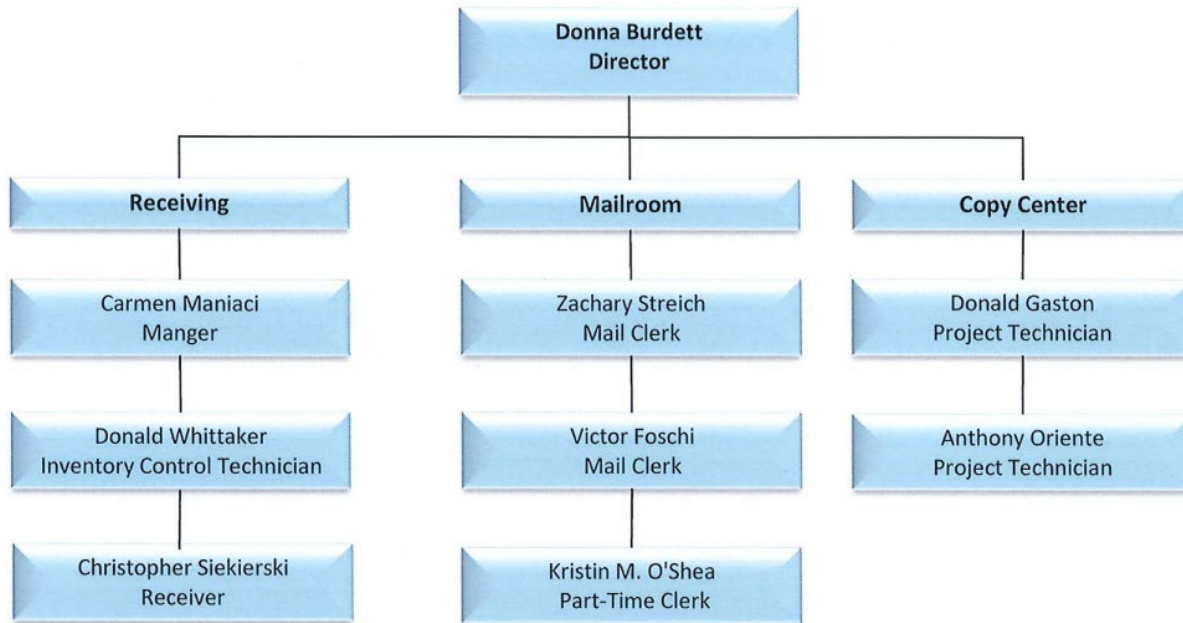 Donna Burdett
Director
Receiving
Mailroom
Copy Center
Carmen Maniaci
Manger
Zachary Streich
Mail Clerk
Donald Gaston
Project Technician
Donald Whittaker
Inventory Control Technician
Victor Foschi
Mail Clerk
Anthony Oriente
Project Technician
Christopher Siekierski
Receiver
Kristin M. O'Shea
Part-Time Clerk